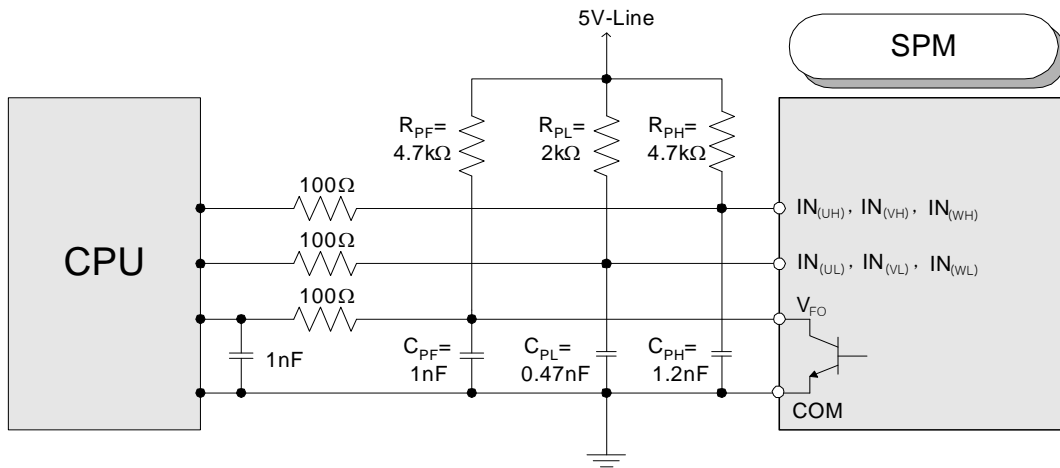 5V-Line
SPM
R_PF=
4.7kΩ
R_PL=
2kΩ
R_PH=
4.7kΩ
100Ω
100Ω
100Ω
CPU
IN(UH), IN(VH), IN(WH)
IN(UL), IN(VL), IN(WL)
V_FO
1nF
C_PF=
1nF
C_PL=
0.47nF
C_PH=
1.2nF
COM